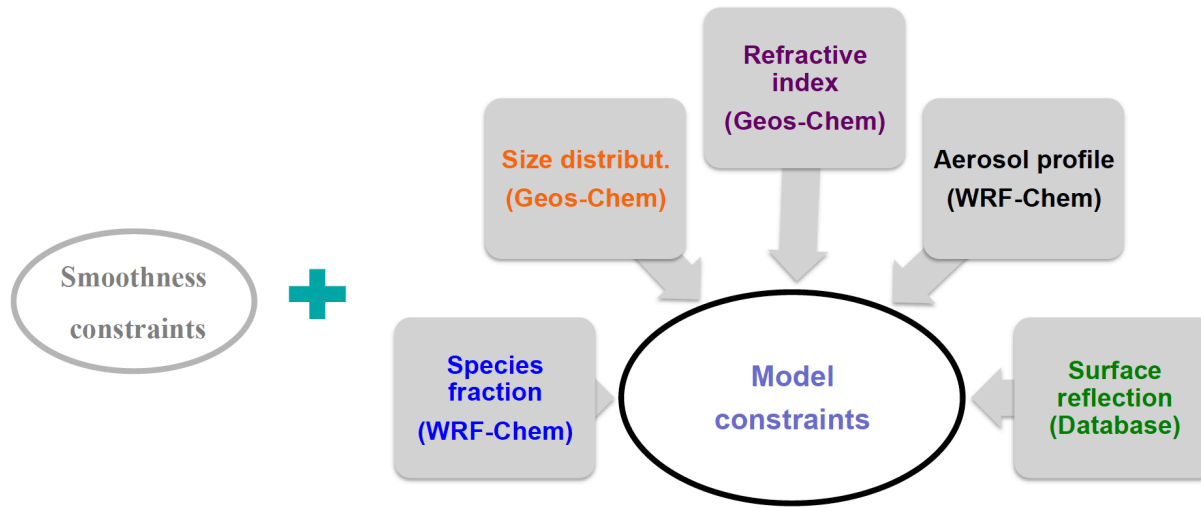 Smoothness
constraints
Species
fraction
(WRF-Chem)
Size distribut.
(Geos-Chem)
Refractive
index
(Geos-Chem)
Aerosol profile
(WRF-Chem)
Surface
reflection
(Database)
Model
constraints